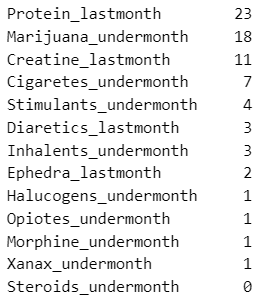 Protein_lastmonth 23
Marijuana_undermonth 18
Creatine_lastmonth 11
Cigaretes_undermonth 7
Stimulants_undermonth 4
Diaretics_lastmonth 3
Inhalents_undermonth 3
Ephedra_lastmonth 2
Halucogens_undermonth 1
Opiotes_undermonth 1
Morphine_undermonth 1
Xanax_undermonth 1
Steroids_undermonth 0